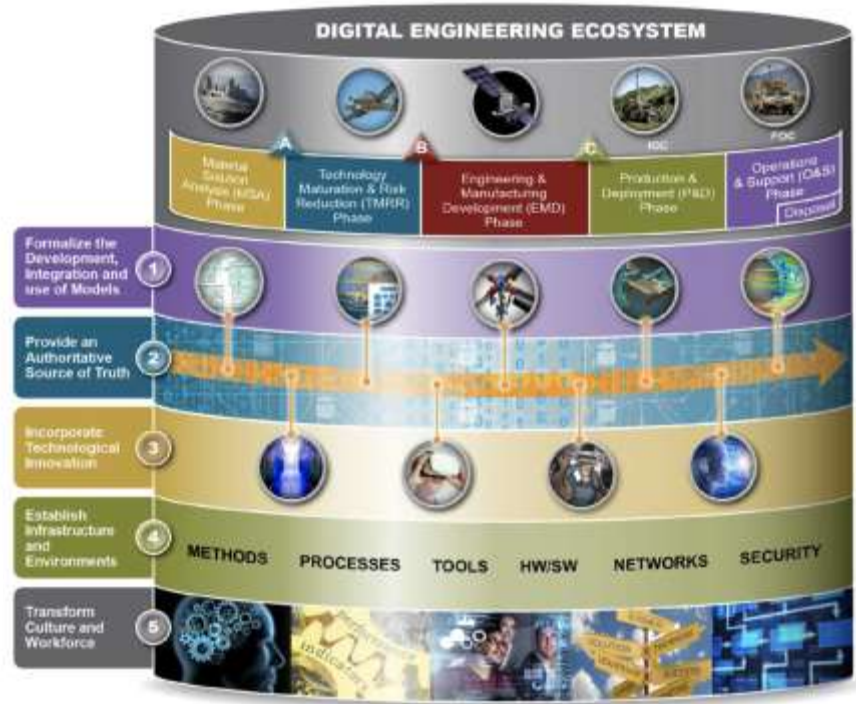 DIGITAL ENGINEERING ECOSYSTEM
IOC
FOC
A
B
C
Material
Solution
Analysis (MSA)
Phase
Technology
Maturation & Risk
Reduction (TMRR)
Phase
Engineering &
Manufacturing
Development (EMD)
Phase
Production &
Deployment (P&D)
Phase
Operations
& Support (O&S)
Phase
Disposal
Formalize the
Development,
Integration and
use of Models
1
Provide an
Authoritative
Source of Truth
2
Incorporate
Technological
Innovation
3
Establish
Infrastructure
and
Environments
4
METHODS
PROCESSES
TOOLS
HW/SW
NETWORKS
SECURITY
Transform
Culture and
Workforce
5
indicator
SOLUTION